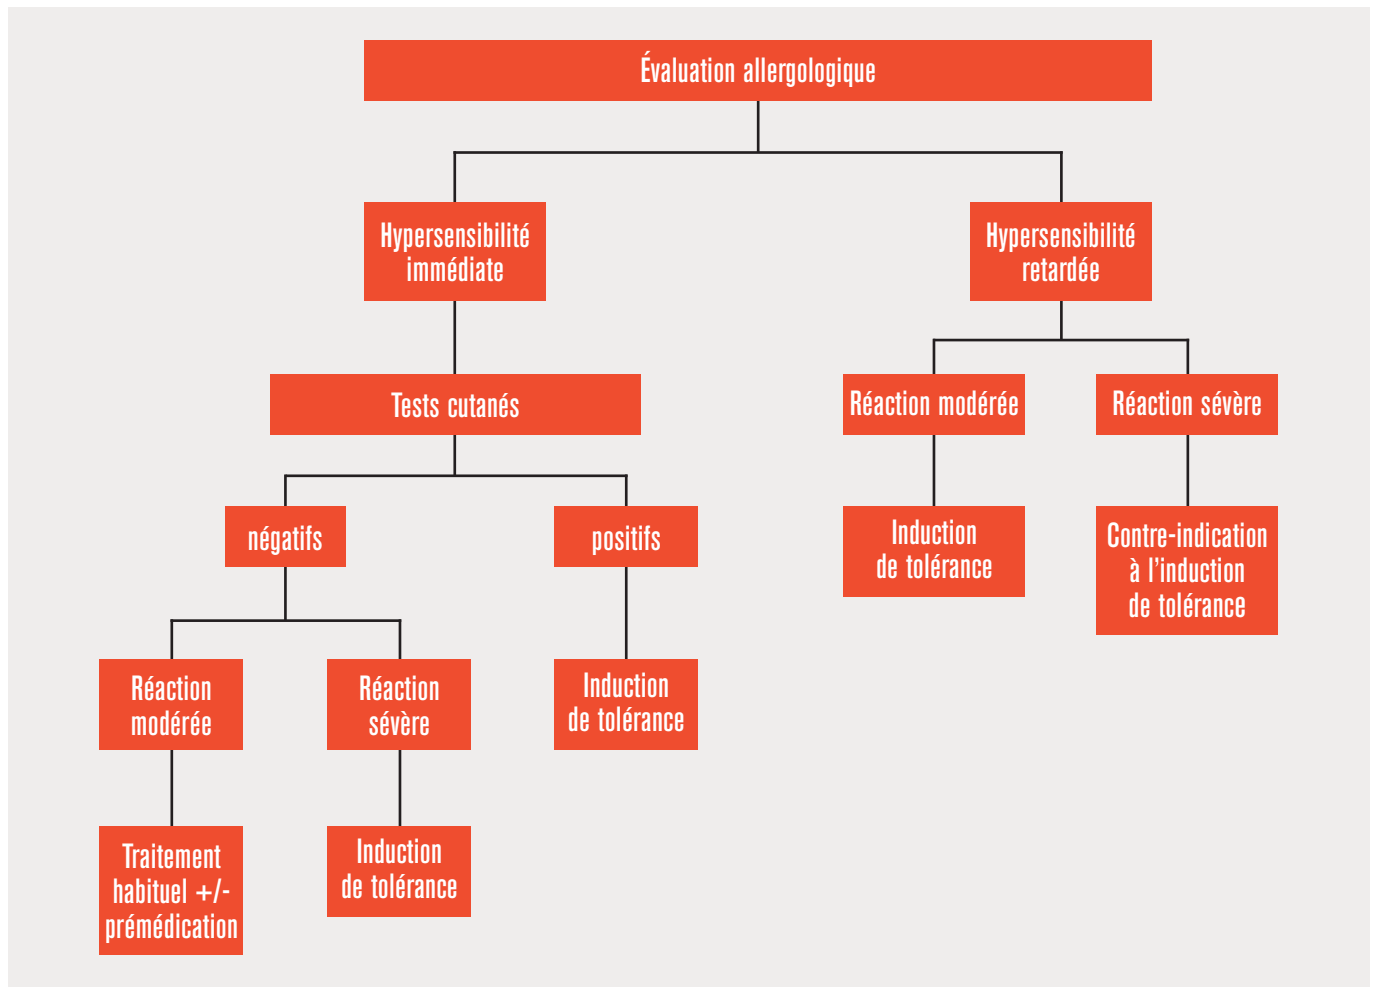 Évaluation allergologique
Hypersensibilité
immédiate
Hypersensibilité
retardée
Tests cutanés
Réaction modérée
Réaction sévère
négatifs
positifs
Induction
de tolérance
Contre-indication
à l’induction
de tolérance
Réaction
modérée
Réaction
sévère
Induction
de tolérance
Traitement
habituel +/-
prémédication
Induction
de tolérance